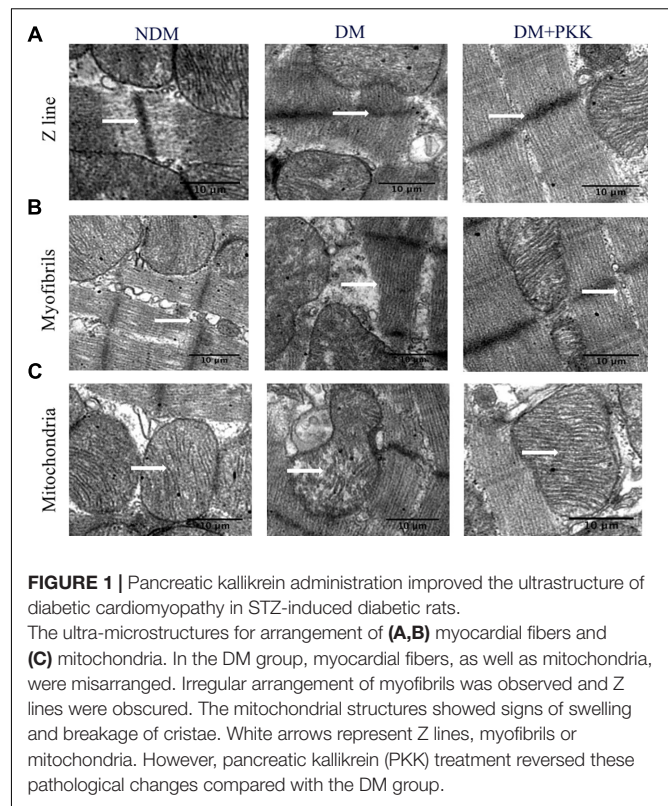 NDM DM DM+PKK
A
Z line
10 µm 10 µm 10 µm
B
Myofibrils
10 µm 10 µm 10 µm
C
Mitochondria
10 µm 10 µm 10 µm
FIGURE 1 | Pancreatic kallikrein administration improved the ultrastructure of
diabetic cardiomyopathy in STZ-induced diabetic rats.
The ultra-microstructures for arrangement of (A,B) myocardial fibers and
(C) mitochondria. In the DM group, myocardial fibers, as well as mitochondria,
were misarranged. Irregular arrangement of myofibrils was observed and Z
lines were obscured. The mitochondrial structures showed signs of swelling
and breakage of cristae. White arrows represent Z lines, myofibrils or
mitochondria. However, pancreatic kallikrein (PKK) treatment reversed these
pathological changes compared with the DM group.